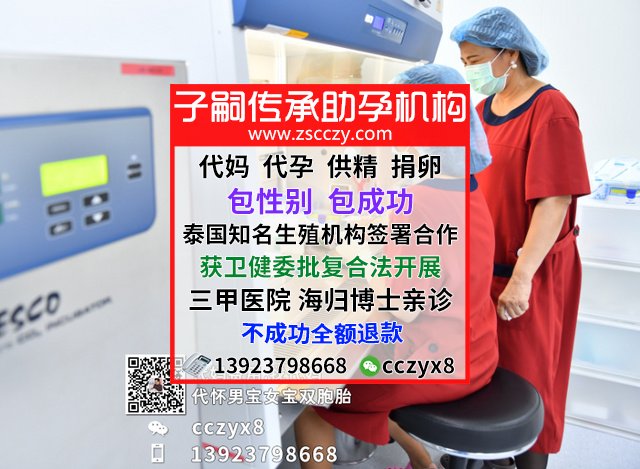 子嗣传承助孕机构
www.zscczy.com
代妈 代孕 供精 捐卵
包性别 包成功
泰国知名生殖机构签署合作
获卫健委批复合法开展
三甲医院 海归博士亲诊
不成功全额退款
13923798668 cczyx8
代怀男宝女宝双胞胎
cczyx8
13923798668
ESCO
CO2 INCUBATOR